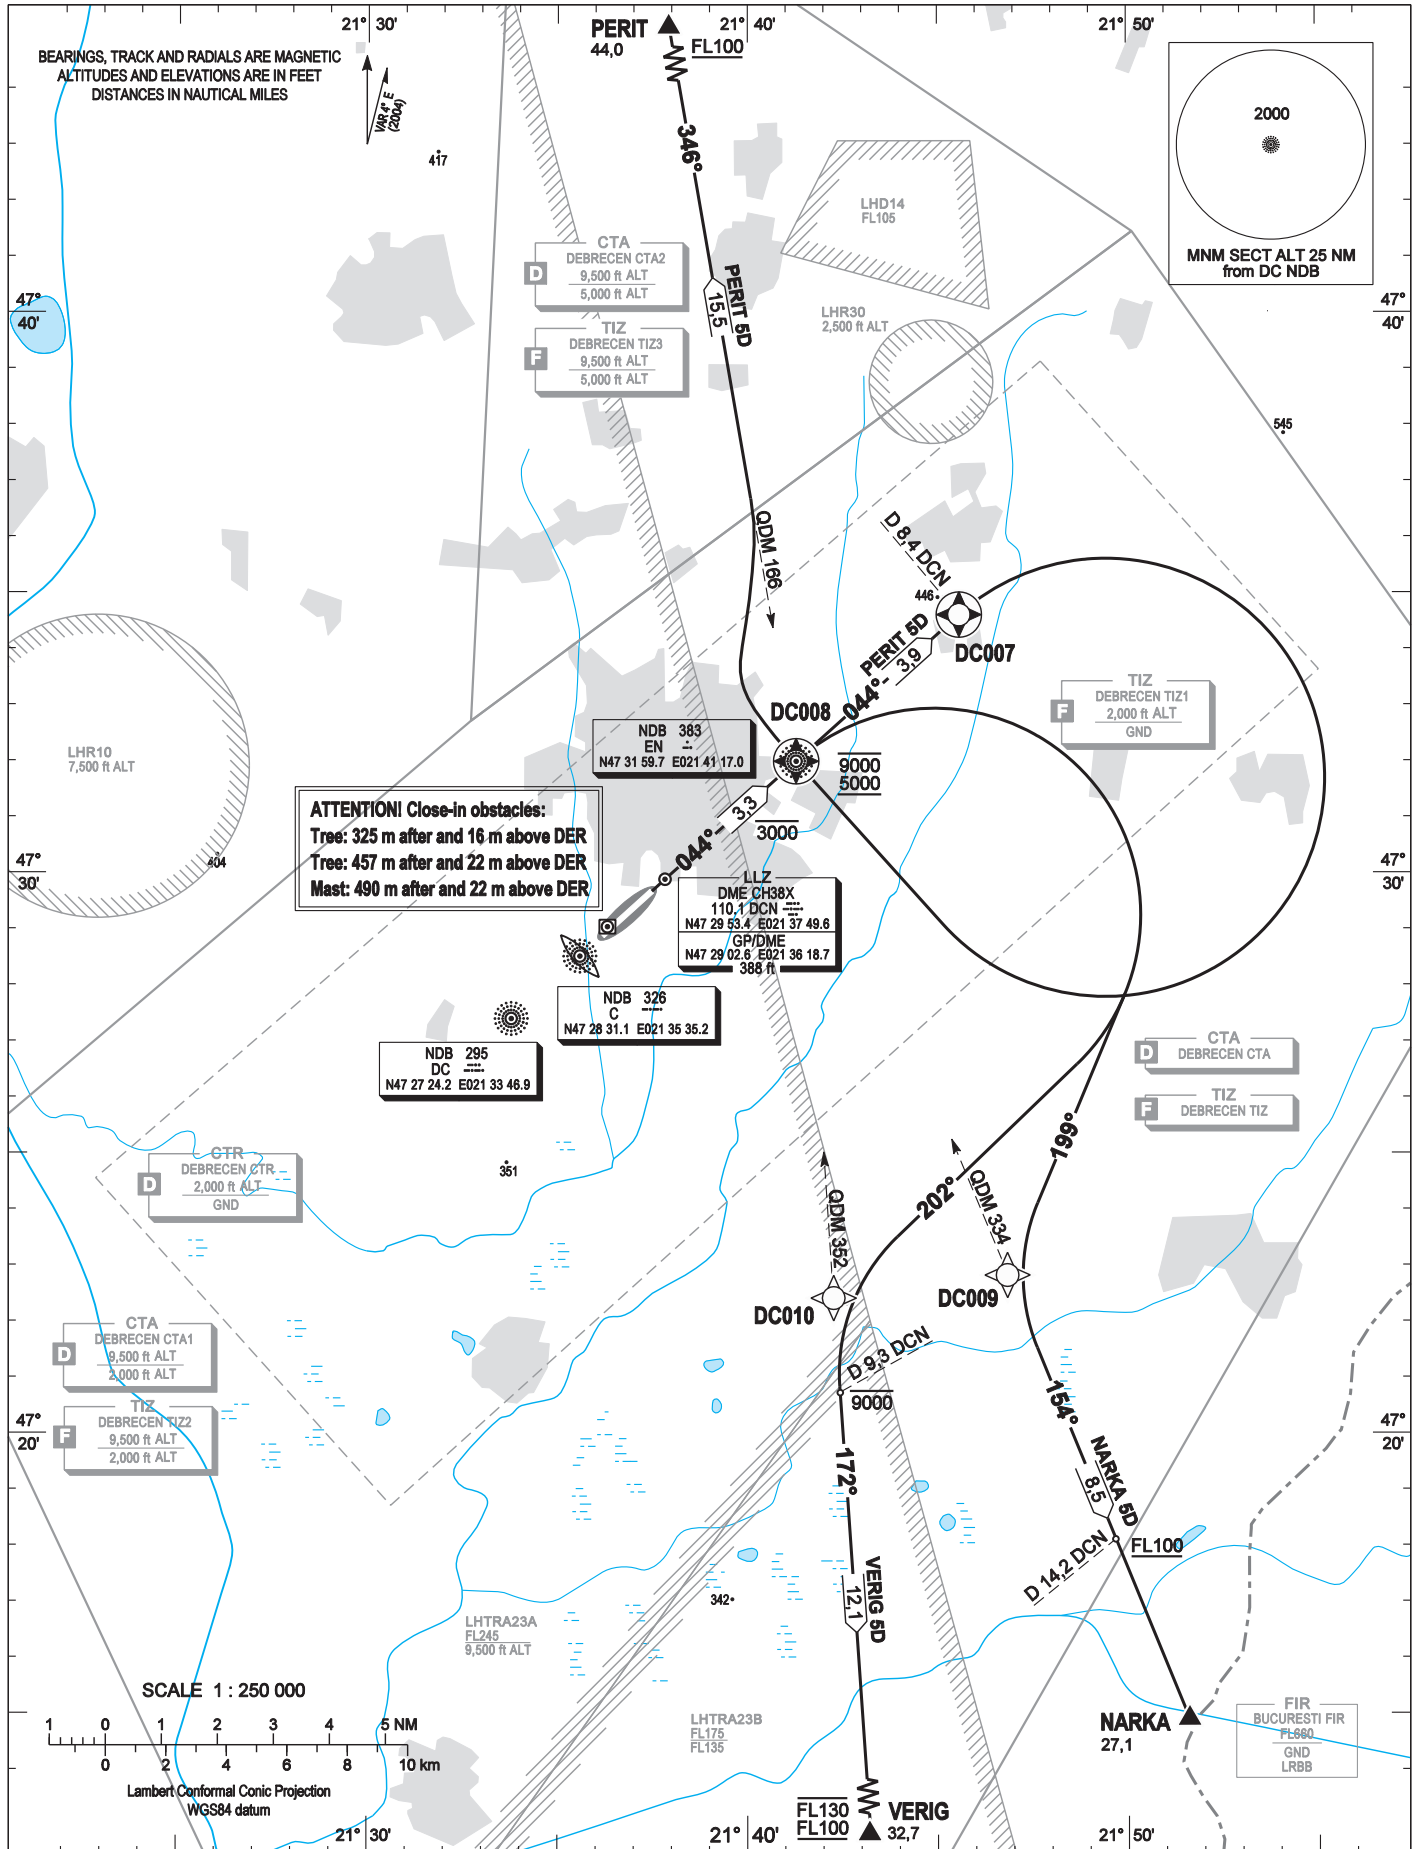 21° 30'
PERIT
44,0
FL100
21° 40'
21° 50'
BEARINGS, TRACK AND RADIALS ARE MAGNETIC
ALTITUDES AND ELEVATIONS ARE IN FEET
DISTANCES IN NAUTICAL MILES
VAR 4° E
(2004)
417
346°
2000
MNM SECT ALT 25 NM
from DC NDB
LHD14
FL105
CTA
DEBRECEN CTA2
D
9,500 ft ALT
5,000 ft ALT
TIZ
DEBRECEN TIZ3
F
9,500 ft ALT
5,000 ft ALT
PERIT 5D
15,5
LHR30
2,500 ft ALT
47°
40'
47°
40'
545
QDM 166
D 8,4 DCN
446
DC007
PERIT 5D
3,9
044°
DC008
TIZ
DEBRECEN TIZ1
F
2,000 ft ALT
GND
NDB 383
EN
N47 31 59.7 E021 41 17.0
9000
5000
LHR10
7,500 ft ALT
404
ATTENTION! Close-in obstacles:
Tree: 325 m after and 16 m above DER
Tree: 457 m after and 22 m above DER
Mast: 490 m after and 22 m above DER
3,3
3000
044°
47°
30'
47°
30'
LLZ
DME CH38X
110,1 DCN
N47 29 53.4 E021 37 49.6
GP/DME
N47 29 02.6 E021 36 18.7
388 ft
NDB 326
C
N47 28 31.1 E021 35 35.2
NDB 295
DC
N47 27 24.2 E021 33 46.9
CTA
D
DEBRECEN CTA
TIZ
F
DEBRECEN TIZ
199°
351
CTR
DEBRECEN CTR
D
2,000 ft ALT
GND
202°
QDM 352
QDM 334
DC010
DC009
D 9,3 DCN
9000
CTA
DEBRECEN CTA1
D
9,500 ft ALT
2,000 ft ALT
TIZ
DEBRECEN TIZ2
F
9,500 ft ALT
2,000 ft ALT
47°
20'
47°
20'
154°
172°
NARKA 5D
8,5
D 14,2 DCN
FL100
VERIG 5D
12,1
342
LHTRA23A
FL245
9,500 ft ALT
LHTRA23B
FL175
FL135
NARKA
27,1
FIR
BUCURESTI FIR
FL660
GND
LRBB
SCALE 1 : 250 000
1 0 1 2 3 4 5 NM
0 2 4 6 8 10 km
Lambert Conformal Conic Projection
WGS84 datum
FL130
FL100
VERIG
32,7
21° 30'
21° 40'
21° 50'